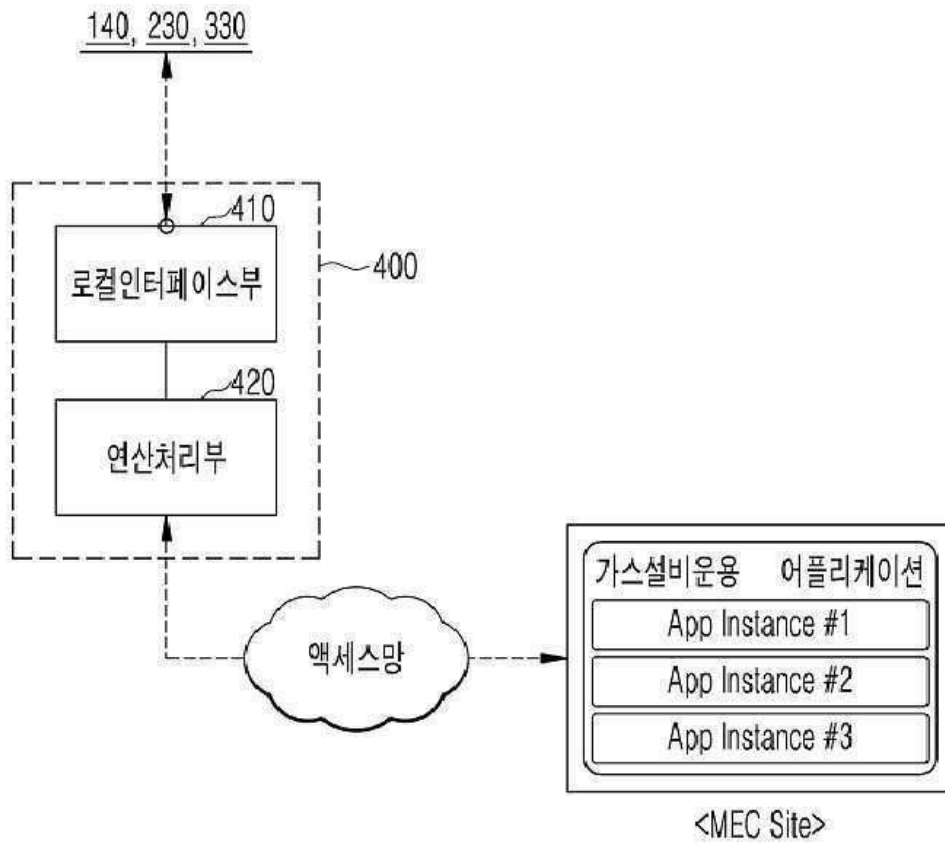 140, 230, 330
410
로컬인터페이스부
400
420
연산처리부
액세스망
가스설비운용 어플리케이션
App Instance #1
App Instance #2
App Instance #3
<MEC Site>